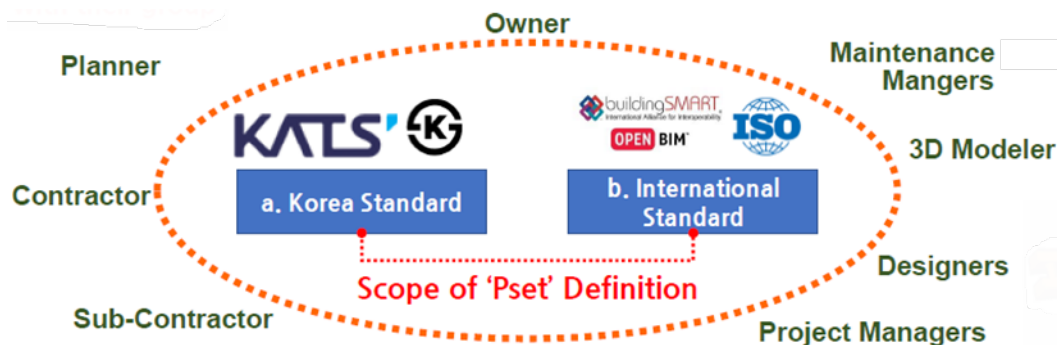 Owner
Planner
Maintenance
Mangers
KATS'
K
buildingSMART
International Alliance for Interoperability
OPEN BIM
ISO
3D Modeler
Contractor
a. Korea Standard
b. International
Standard
Scope of 'Pset' Definition
Designers
Sub-Contractor
Project Managers